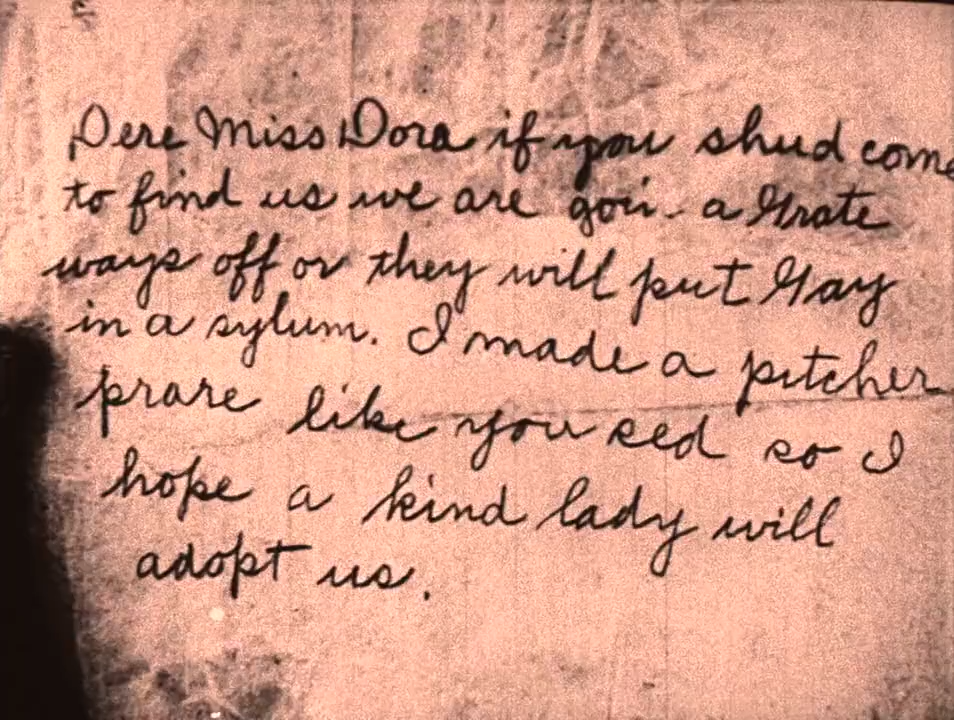 Dere Miss Dora if you shud come
to find us we are goin a Grate
ways off or they will put Gay
in a sylum. I made a pitcher
prare like you sed so I
hope a kind lady will
adopt us.